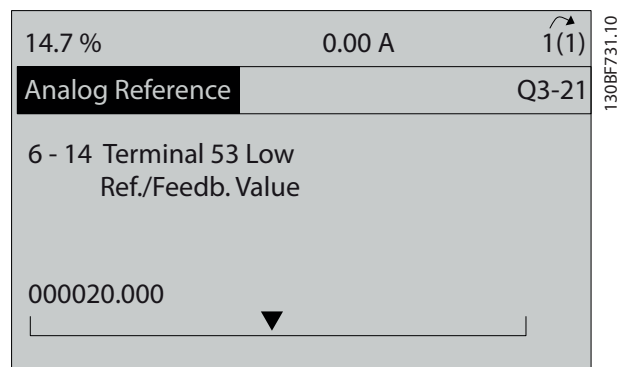 14.7 % 0.00 A 1(1)
Analog Reference Q3-21
6 - 14 Terminal 53 Low
Ref./Feedb. Value
000020.000
130BF731.10